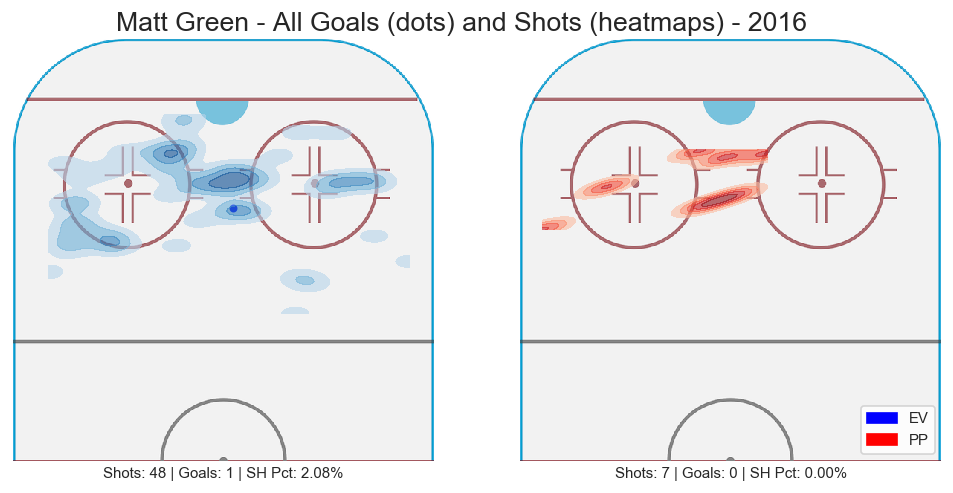 Matt Green - All Goals (dots) and Shots (heatmaps) - 2016
EV
PP
Shots: 48 | Goals: 1 | SH Pct: 2.08%
Shots: 7 | Goals: 0 | SH Pct: 0.00%